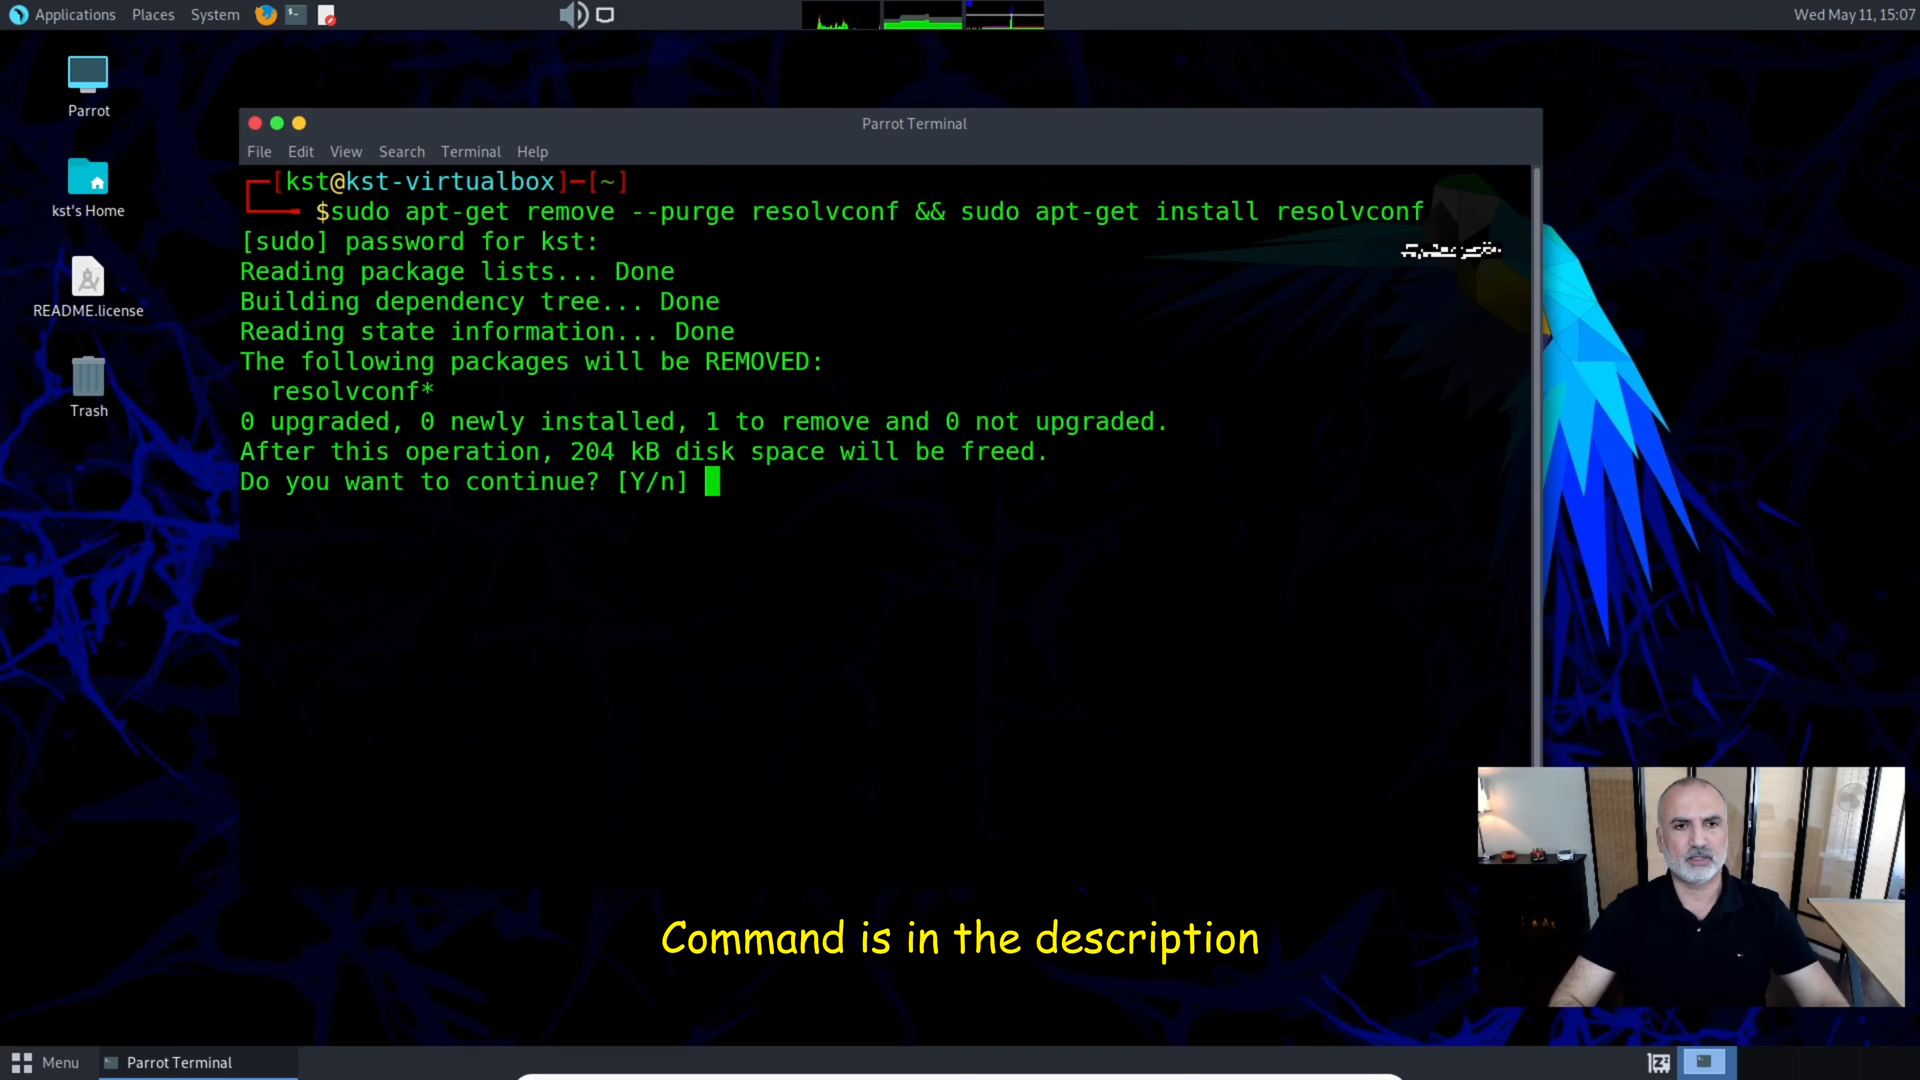 Applications Places System Wed May 11, 15:07
Parrot
kst's Home
README.license
Trash
Parrot Terminal
File Edit View Search Terminal Help
[kst@kst-virtualbox]─[~]
$sudo apt-get remove --purge resolvconf && sudo apt-get install resolvconf
[sudo] password for kst:
Reading package lists... Done
Building dependency tree... Done
Reading state information... Done
The following packages will be REMOVED:
resolvconf*
0 upgraded, 0 newly installed, 1 to remove and 0 not upgraded.
After this operation, 204 kB disk space will be freed.
Do you want to continue? [Y/n]
Command is in the description
Menu Parrot Terminal